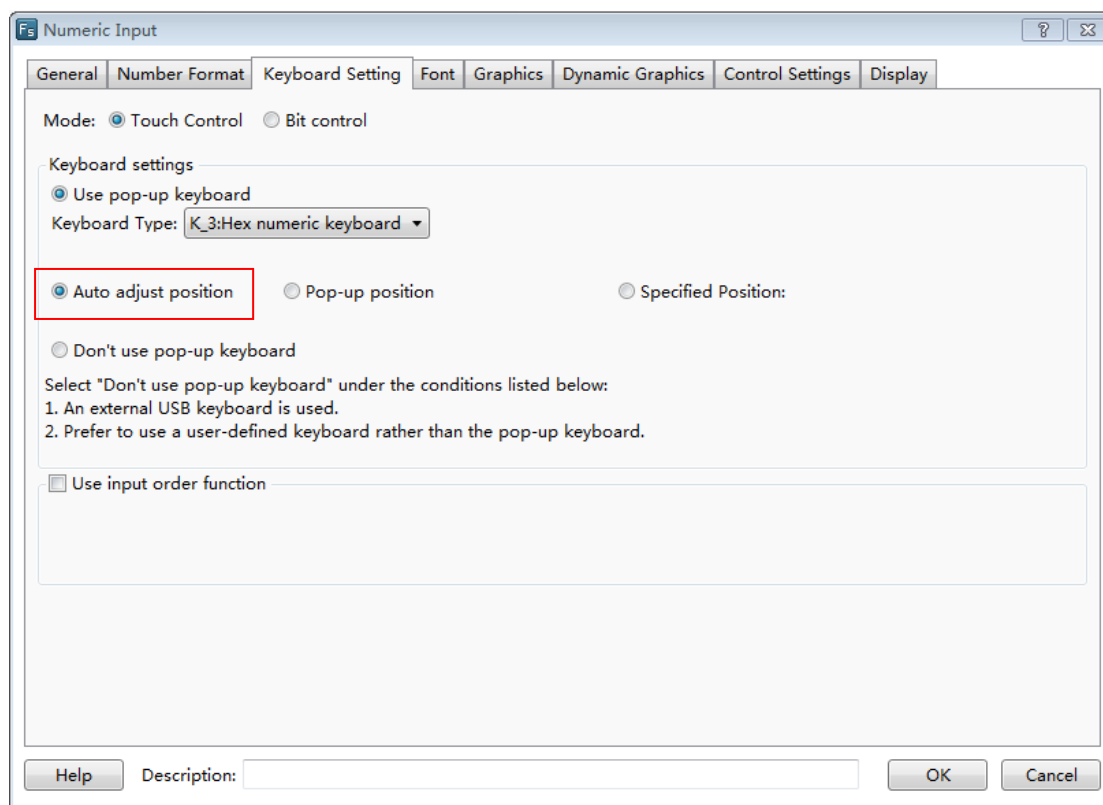 Fs Numeric Input
General Number Format Keyboard Setting Font Graphics Dynamic Graphics Control Settings Display
Mode: Touch Control Bit control
Keyboard settings
Use pop-up keyboard
Keyboard Type: K_3:Hex numeric keyboard
Auto adjust position Pop-up position Specified Position:
Don't use pop-up keyboard
Select "Don't use pop-up keyboard" under the conditions listed below:
1. An external USB keyboard is used.
2. Prefer to use a user-defined keyboard rather than the pop-up keyboard.
Use input order function
Help Description: OK Cancel